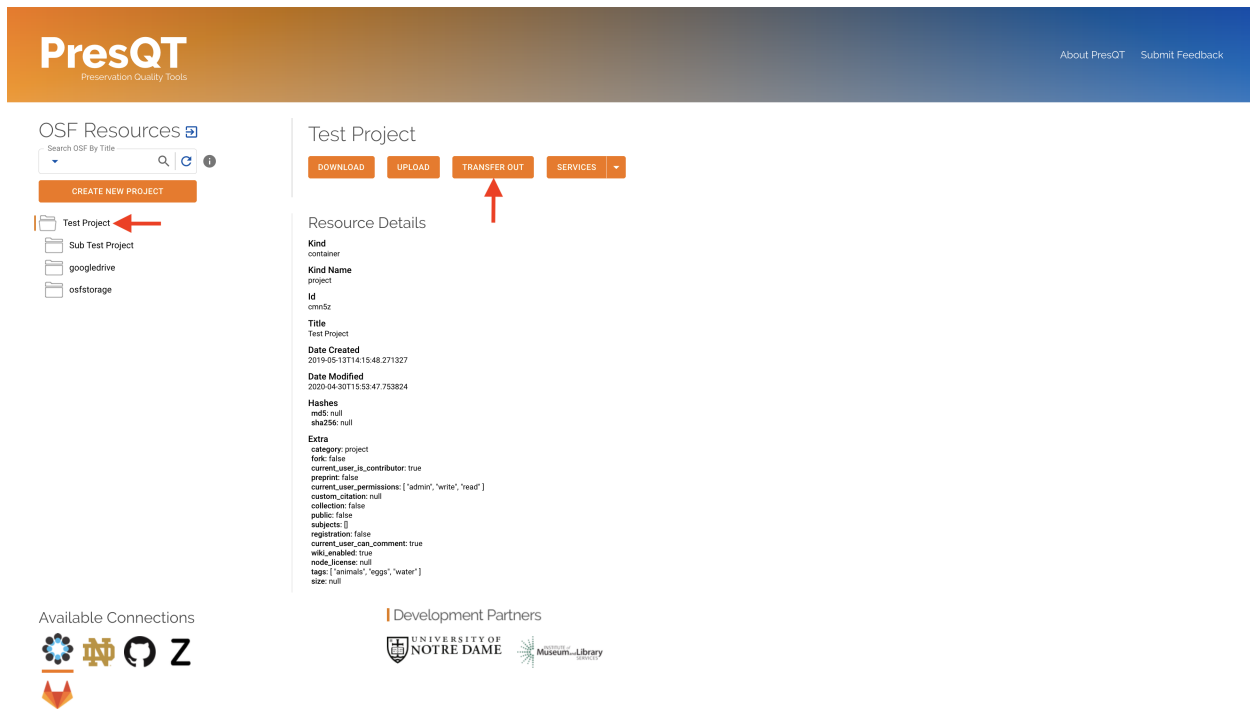 PresQT
Preservation Quality Tools
About PresQT Submit Feedback
OSF Resources
Search OSF By Title
CREATE NEW PROJECT
Test Project
Sub Test Project
googledrive
osfstorage
Test Project
DOWNLOAD UPLOAD TRANSFER OUT SERVICES
Resource Details
Kind
container
Kind Name
project
Id
cmn5z
Title
Test Project
Date Created
2019-05-13T14:15:48.271327
Date Modified
2020-04-30T15:53:47.753824
Hashes
md5: null
sha256: null
Extra
category: project
fork: false
current_user_is_contributor: true
preprint: false
current_user_permissions: [ "admin", "write", "read" ]
custom_citation: null
collection: false
public: false
subjects: []
registration: false
current_user_can_comment: true
wiki_enabled: true
node_license: null
tags: [ "animals", "eggs", "water" ]
size: null
Available Connections
ND Z
Development Partners
UNIVERSITY OF
NOTRE DAME
INSTITUTE of
Museum and Library
SERVICES